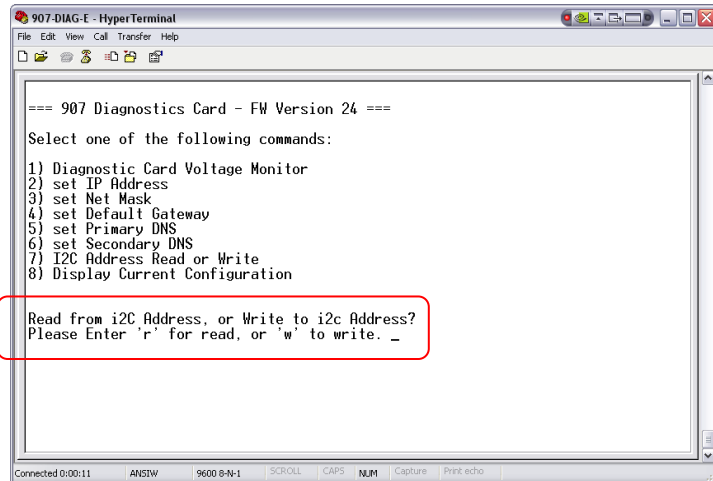 907-DIAG-E - HyperTerminal
File Edit View Call Transfer Help
=== 907 Diagnostics Card - FW Version 24 ===
Select one of the following commands:
1) Diagnostic Card Voltage Monitor
2) set IP Address
3) set Net Mask
4) set Default Gateway
5) set Primary DNS
6) set Secondary DNS
7) I2C Address Read or Write
8) Display Current Configuration
Read from i2C Address, or Write to i2c Address?
Please Enter 'r' for read, or 'w' to write. _
Connected 0:00:11 ANSIW 9600 8-N-1 SCROLL CAPS NUM Capture Print echo